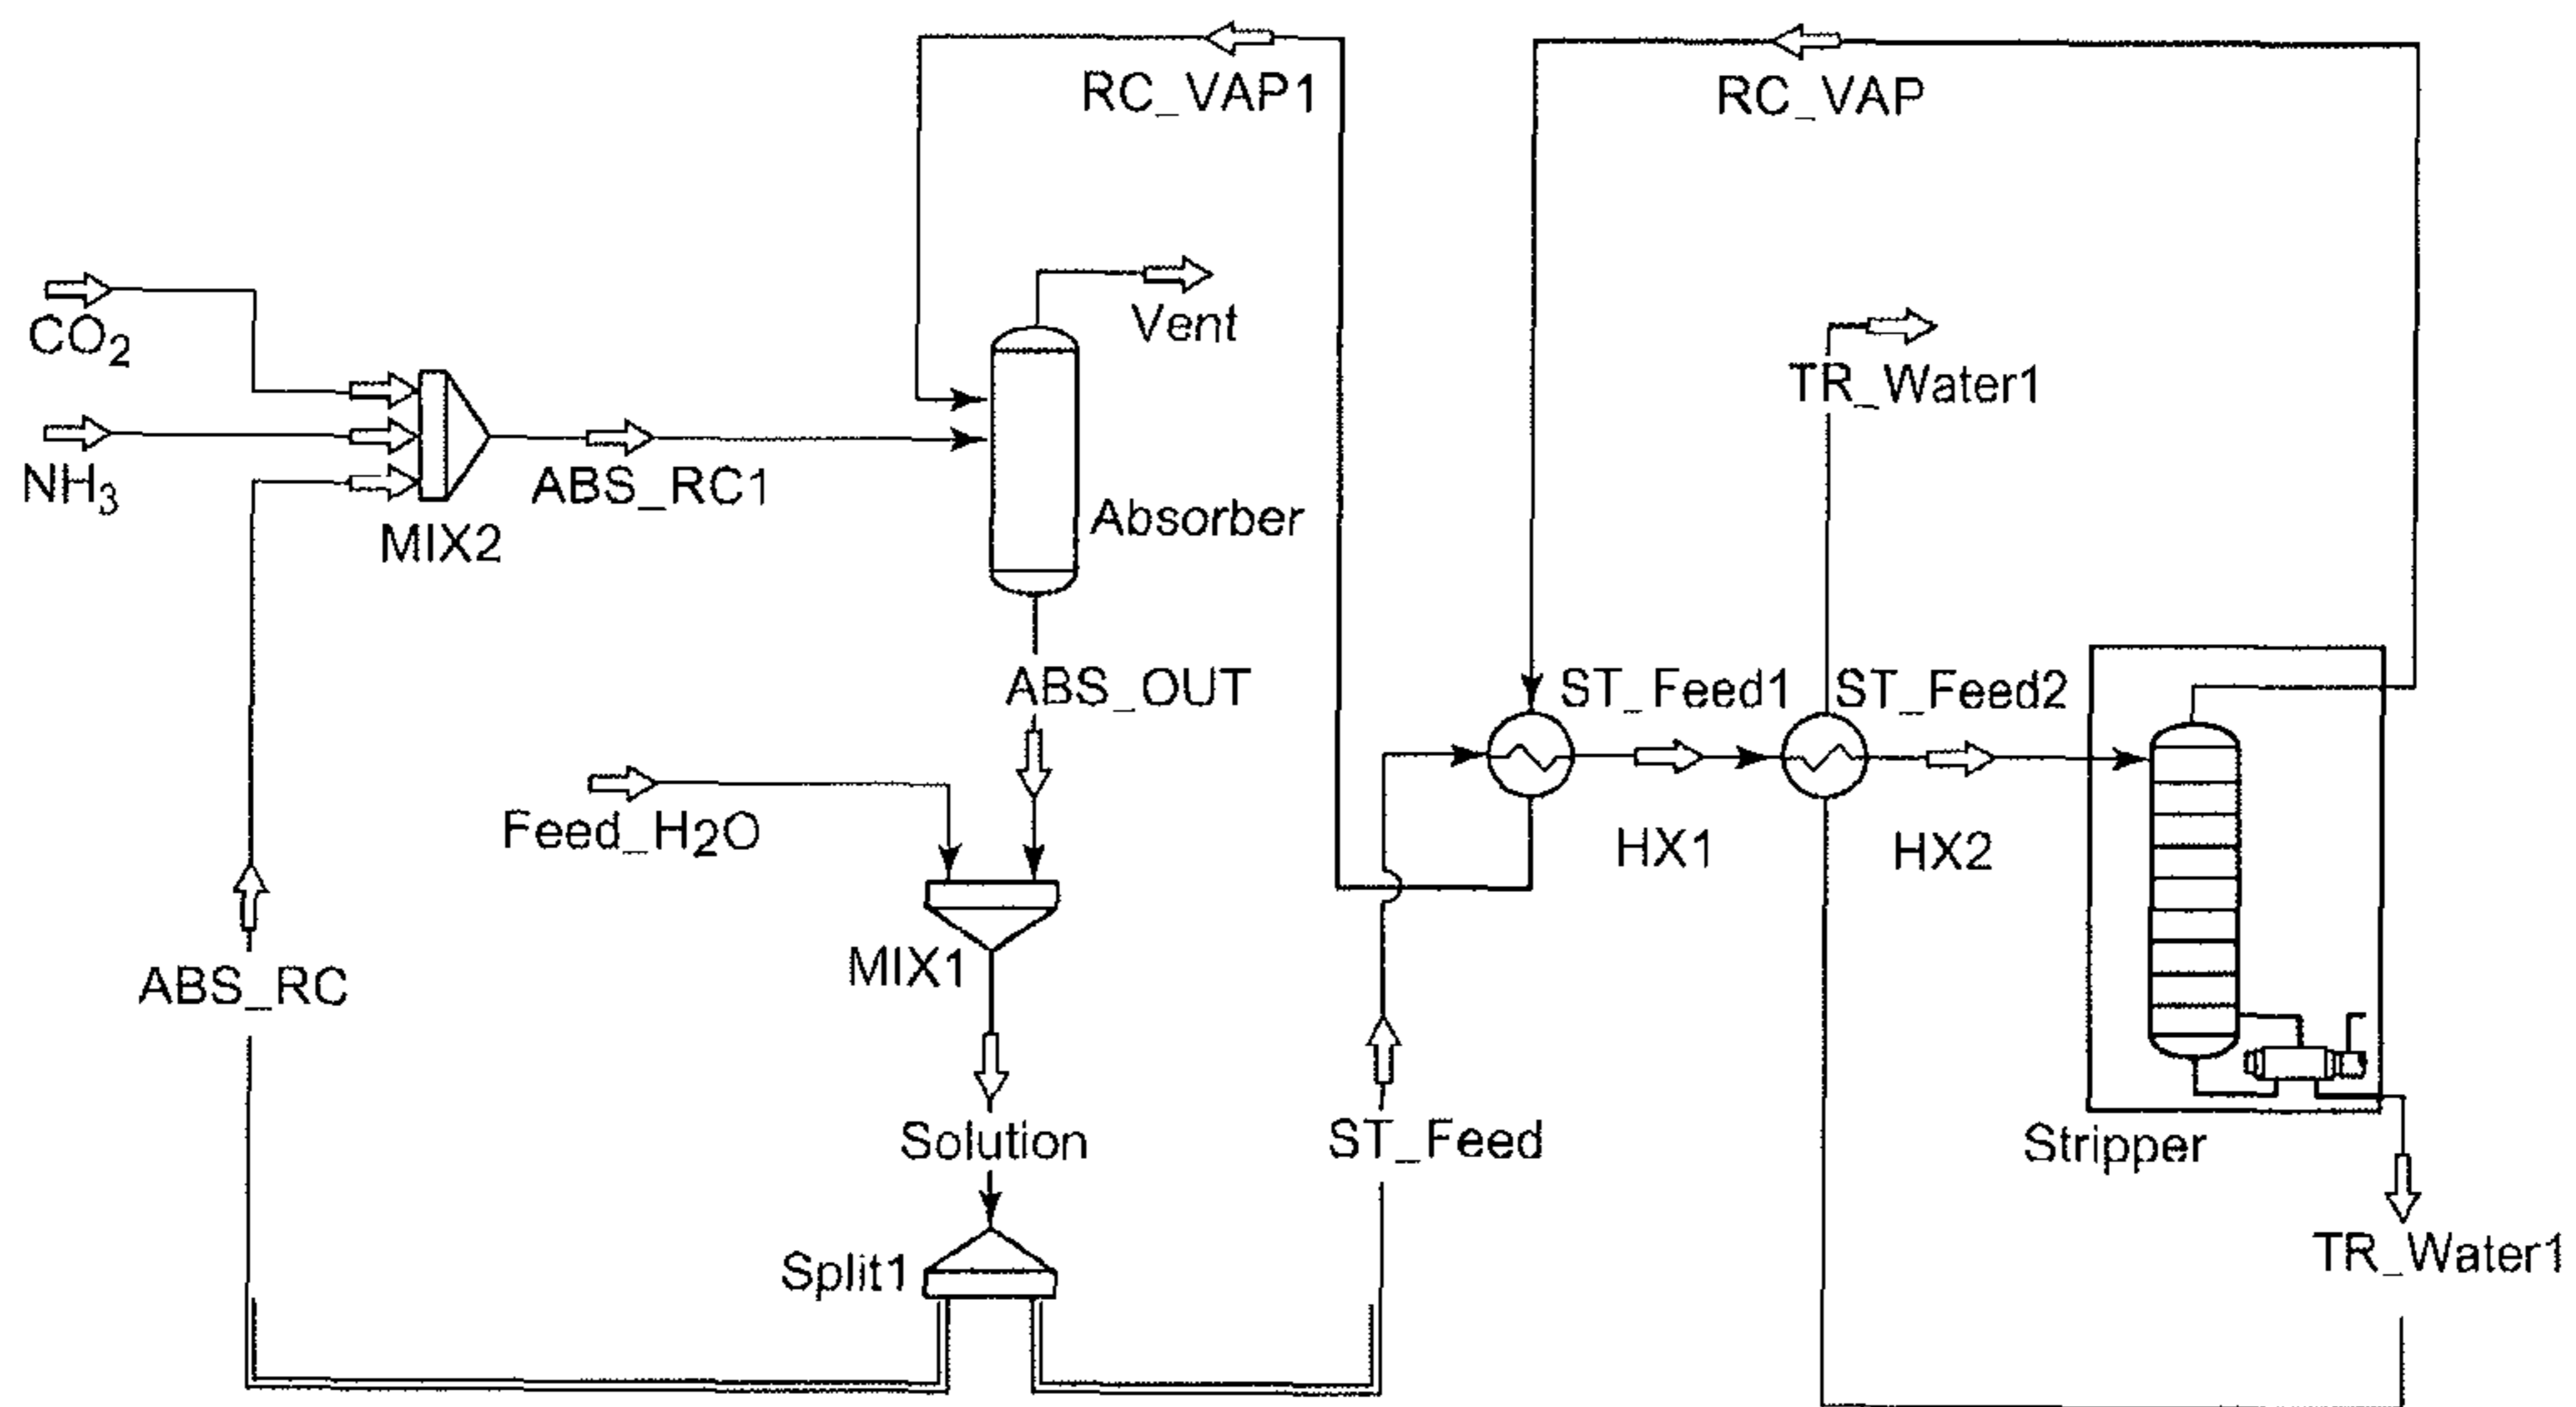 RC_VAP1
RC_VAP
CO2
Vent
TR_Water1
NH3
ABS_RC1
MIX2
Absorber
ABS_OUT
ST_Feed1
ST_Feed2
Feed_H2O
HX1
HX2
MIX1
ABS_RC
Solution
ST_Feed
Stripper
Split1
TR_Water1